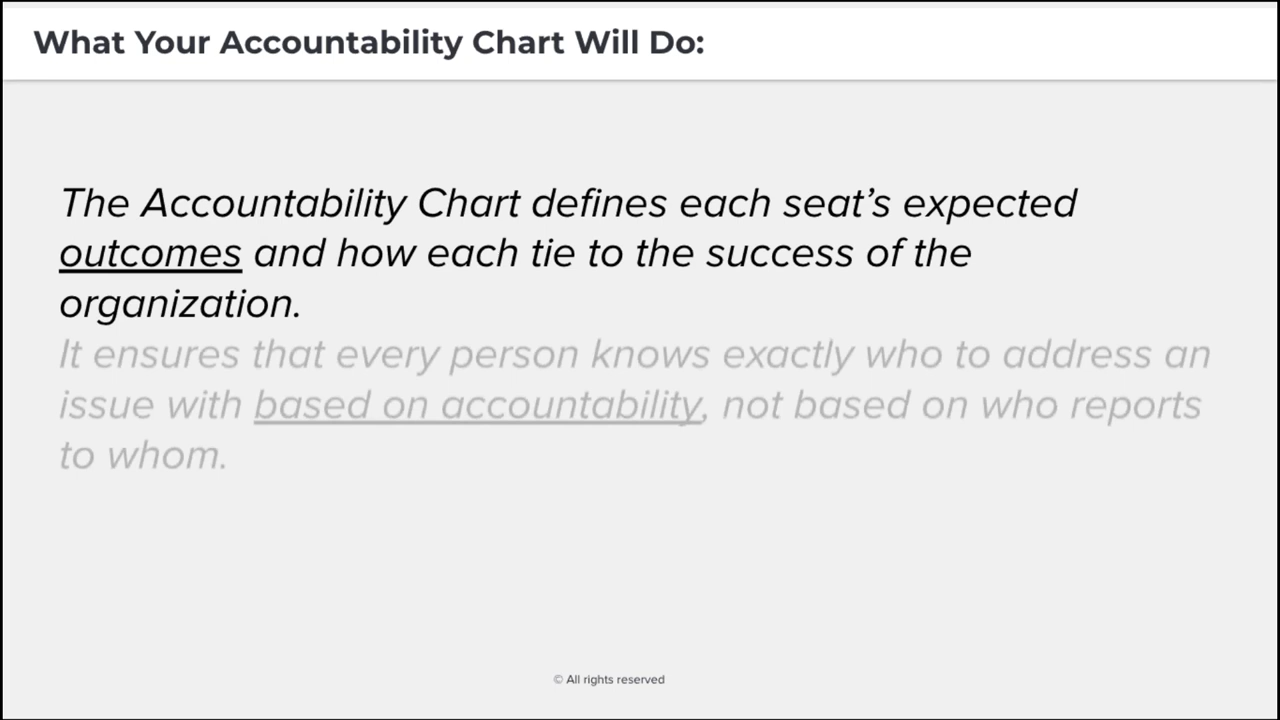 What Your Accountability Chart Will Do:
The Accountability Chart defines each seat’s expected
outcomes and how each tie to the success of the
organization.
It ensures that every person knows exactly who to address an
issue with based on accountability, not based on who reports
to whom.
© All rights reserved